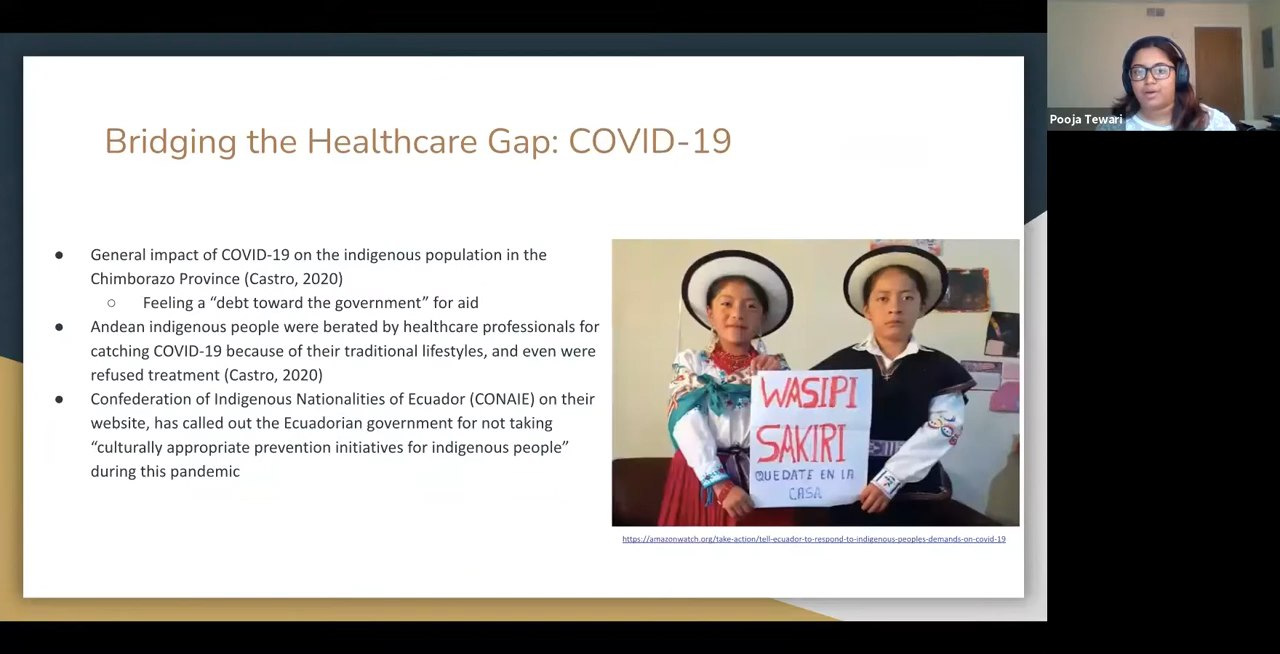 Bridging the Healthcare Gap: COVID-19
● General impact of COVID-19 on the indigenous population in the
Chimborazo Province (Castro, 2020)
○ Feeling a “debt toward the government” for aid
● Andean indigenous people were berated by healthcare professionals for
catching COVID-19 because of their traditional lifestyles, and even were
refused treatment (Castro, 2020)
● Confederation of Indigenous Nationalities of Ecuador (CONAIE) on their
website, has called out the Ecuadorian government for not taking
“culturally appropriate prevention initiatives for indigenous people”
during this pandemic
WASIPI
SAKIRI
QUEDATE EN LA
CASA
https://amazonwatch.org/take-action/tell-ecuador-to-respond-to-indigenous-peoples-demands-on-covid-19
Pooja Tewari